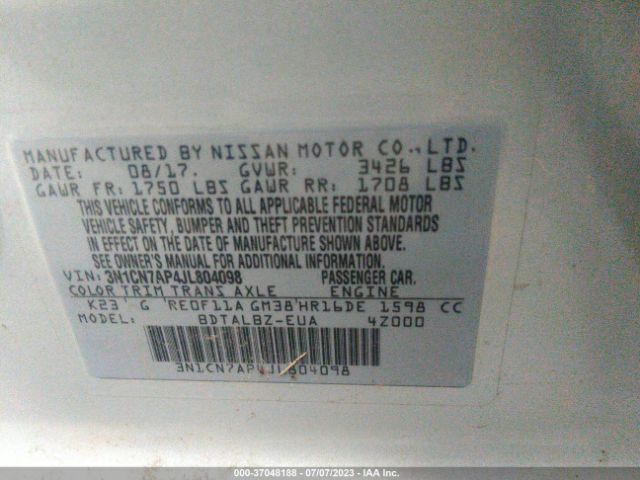 MANUFACTURED BY NISSAN MOTOR CO., LTD.
DATE: 08/17. GVWR: 3426 LBS
GAWR FR: 1750 LBS GAWR RR: 1708 LBS
THIS VEHICLE CONFORMS TO ALL APPLICABLE FEDERAL MOTOR
VEHICLE SAFETY, BUMPER AND THEFT PREVENTION STANDARDS
IN EFFECT ON THE DATE OF MANUFACTURE SHOWN ABOVE.
SEE OWNER'S MANUAL FOR ADDITIONAL INFORMATION.
VIN: 3N1CN7AP4JL804098 PASSENGER CAR.
COLOR TRIM TRANS AXLE ENGINE
K23 G RE0F11A GM38 HR16DE 1598 CC
MODEL: BDTALBZ-EUA 4Z000
3N1CN7AP4JL804098
000-37048188 - 07/07/2023 - IAA Inc.